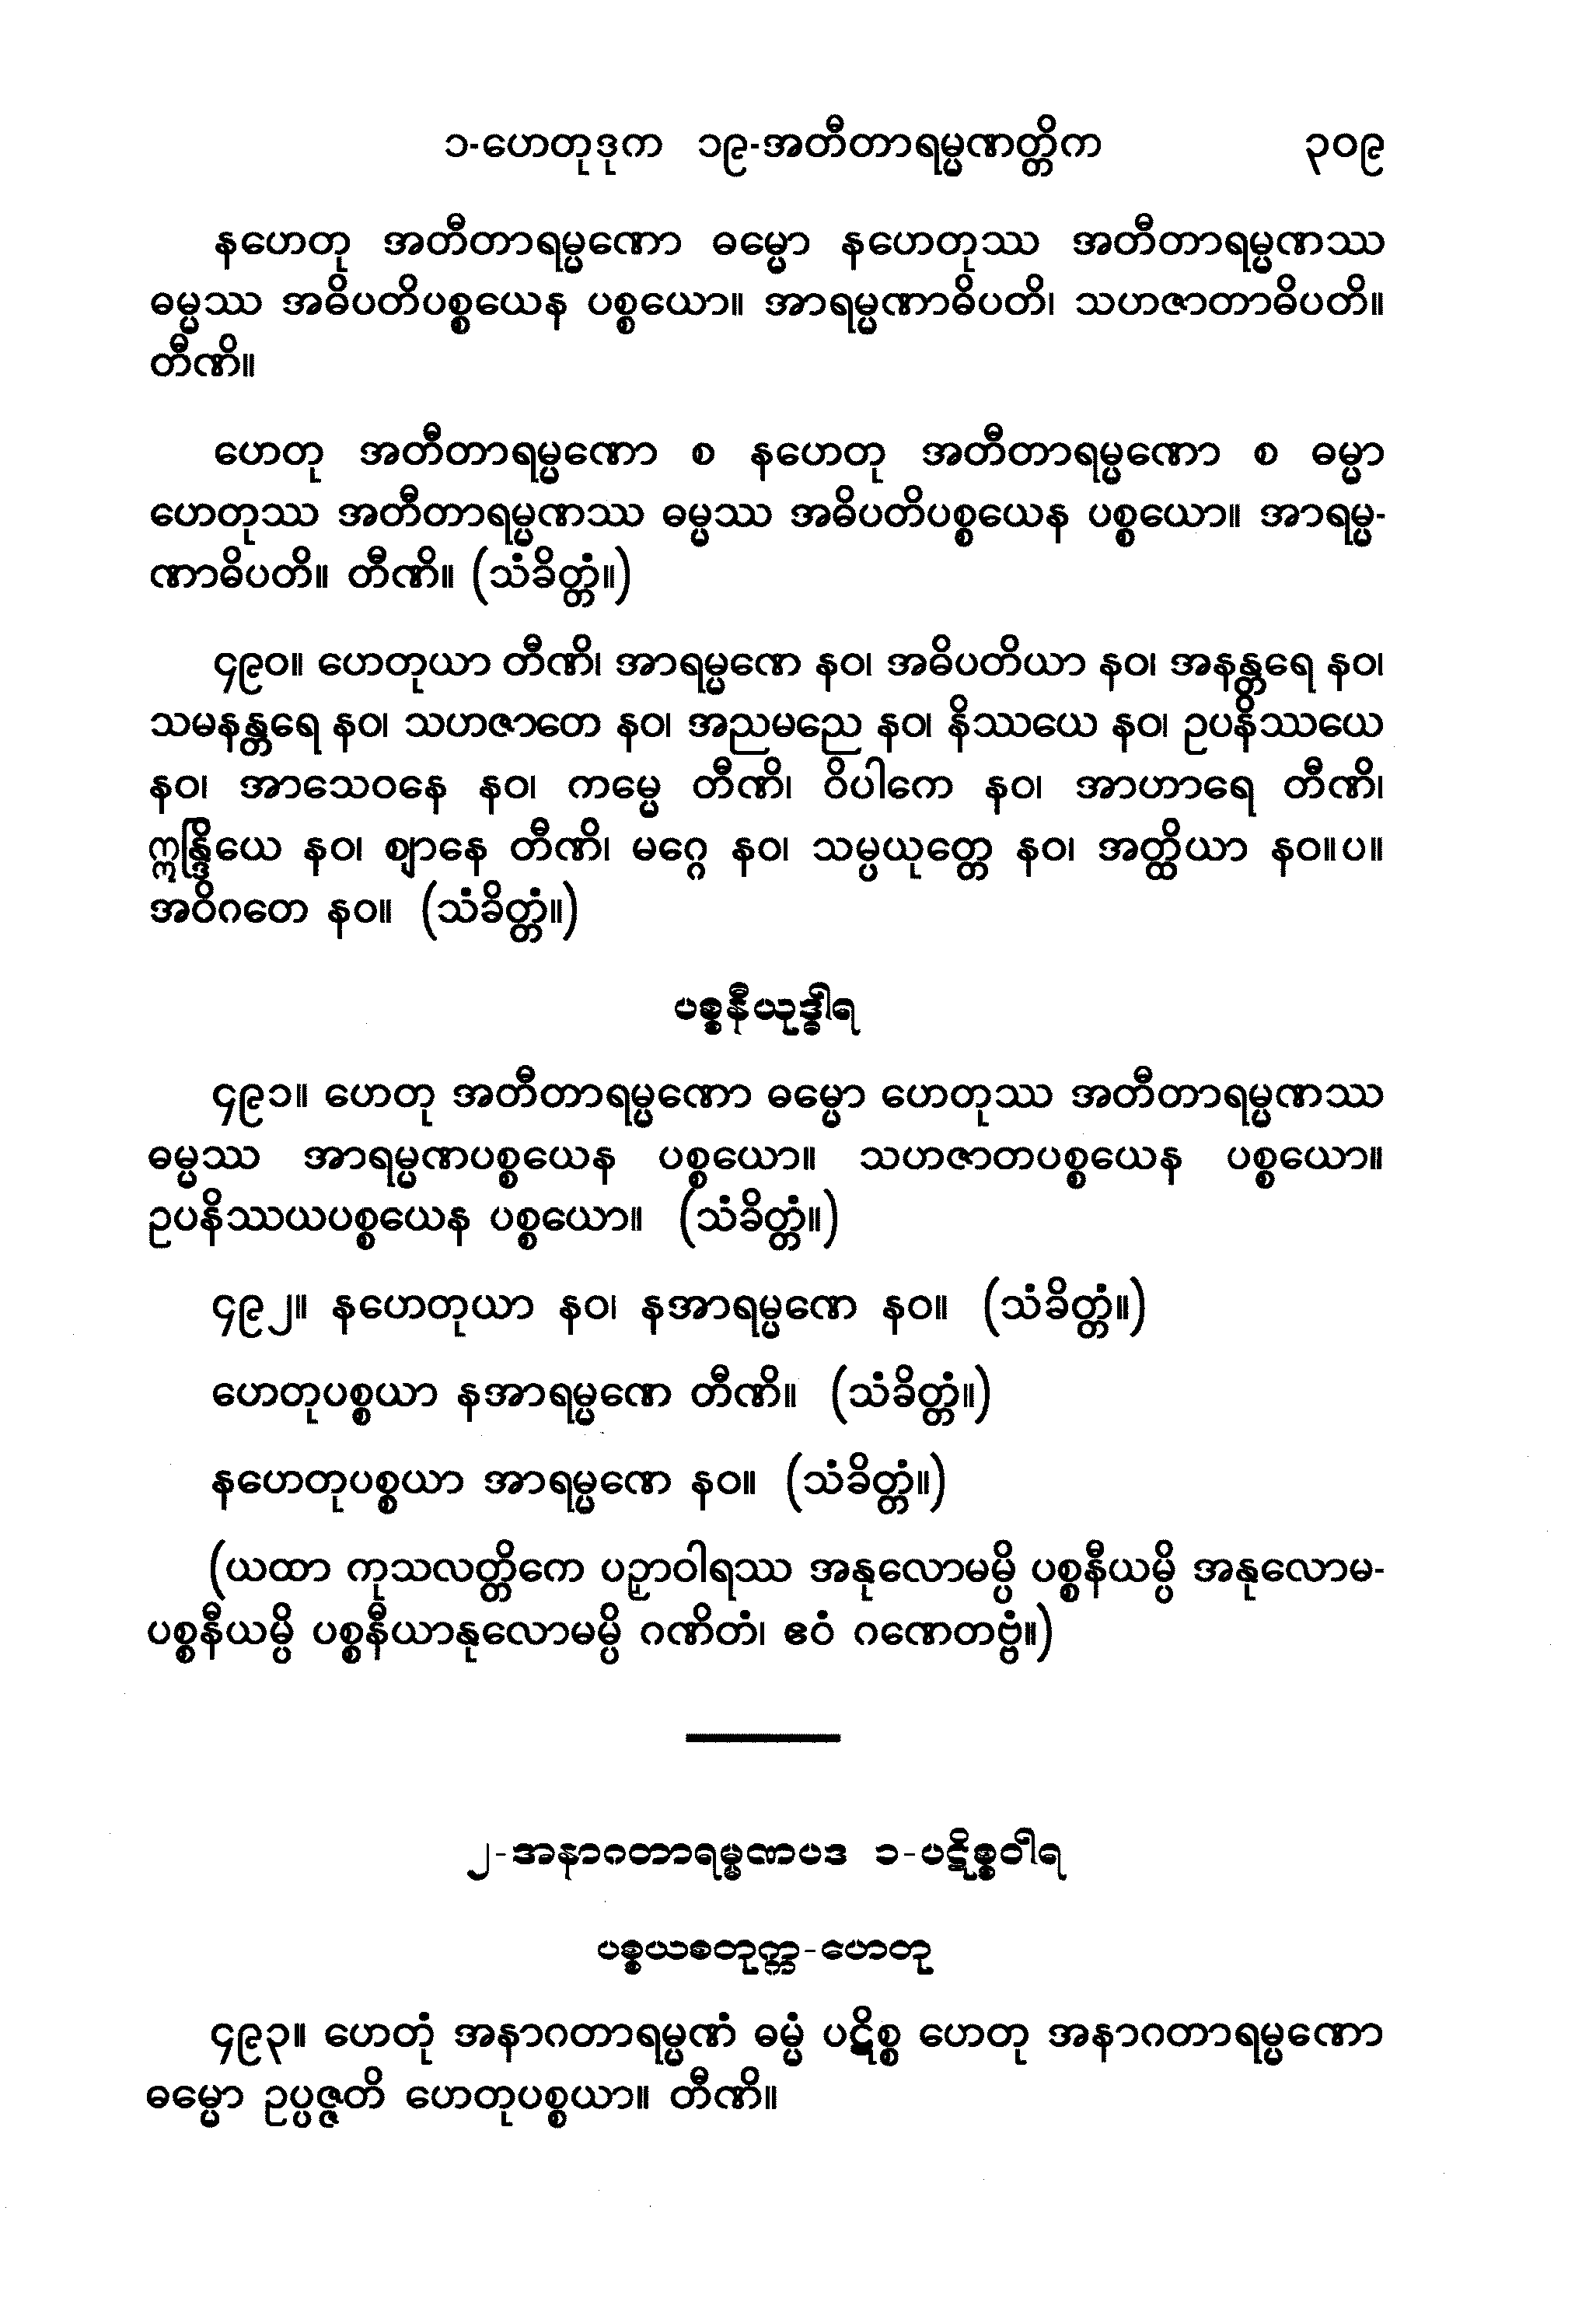 ၁-ဟေတုဒုက ၁၉-အတီတာရမ္မဏတ္တိက ၃၀၉
နဟေတု အတီတာရမ္မဏော ဓမ္မော နဟေတုဿ အတီတာရမ္မဏဿ
ဓမ္မဿ အဓိပတိပစ္စယေန ပစ္စယော။ အာရမ္မဏာဓိပတိ၊ သဟဇာတာဓိပတိ။
တီဏိ။
ဟေတု အတီတာရမ္မဏော စ နဟေတု အတီတာရမ္မဏော စ ဓမ္မာ
ဟေတုဿ အတီတာရမ္မဏဿ ဓမ္မဿ အဓိပတိပစ္စယေန ပစ္စယော။ အာရမ္မ-
ဏာဓိပတိ။ တီဏိ။ (သံခိတ္တံ။)
၄၉၀။ ဟေတုယာ တီဏိ၊ အာရမ္မဏေ နဝ၊ အဓိပတိယာ နဝ၊ အနန္တရေ နဝ၊
သမနန္တရေ နဝ၊ သဟဇာတေ နဝ၊ အညမညေ နဝ၊ နိဿယေ နဝ၊ ဥပနိဿယေ
နဝ၊ အာသေဝနေ နဝ၊ ကမ္မေ တီဏိ၊ ဝိပါကေ နဝ၊ အာဟာရေ တီဏိ၊
ဣန္ဒြိယေ နဝ၊ ဈာနေ တီဏိ၊ မဂ္ဂေ နဝ၊ သမ္ပယုတ္တေ နဝ၊ အတ္ထိယာ နဝ။ပ။
အဝိဂတေ နဝ။ (သံခိတ္တံ။)
ပစ္စနီယုဒ္ဓါရ
၄၉၁။ ဟေတု အတီတာရမ္မဏော ဓမ္မော ဟေတုဿ အတီတာရမ္မဏဿ
ဓမ္မဿ အာရမ္မဏပစ္စယေန ပစ္စယော။ သဟဇာတပစ္စယေန ပစ္စယော။
ဥပနိဿယပစ္စယေန ပစ္စယော။ (သံခိတ္တံ။)
၄၉၂။ နဟေတုယာ နဝ၊ နအာရမ္မဏေ နဝ။ (သံခိတ္တံ။)
ဟေတုပစ္စယာ နအာရမ္မဏေ တီဏိ။ (သံခိတ္တံ။)
နဟေတုပစ္စယာ အာရမ္မဏေ နဝ။ (သံခိတ္တံ။)
(ယထာ ကုသလတ္တိကေ ပဉှာဝါရဿ အနုလောမမ္ပိ ပစ္စနီယမ္ပိ အနုလောမ-
ပစ္စနီယမ္ပိ ပစ္စနီယာနုလောမမ္ပိ ဂဏိတံ၊ ဧဝံ ဂဏေတဗ္ဗံ။)
၂-အနာဂတာရမ္မဏပဒ ၁-ပဋိစ္စဝါရ
ပစ္စယစတုက္က-ဟေတု
၄၉၃။ ဟေတုံ အနာဂတာရမ္မဏံ ဓမ္မံ ပဋိစ္စ ဟေတု အနာဂတာရမ္မဏော
ဓမ္မော ဥပ္ပဇ္ဇတိ ဟေတုပစ္စယာ။ တီဏိ။